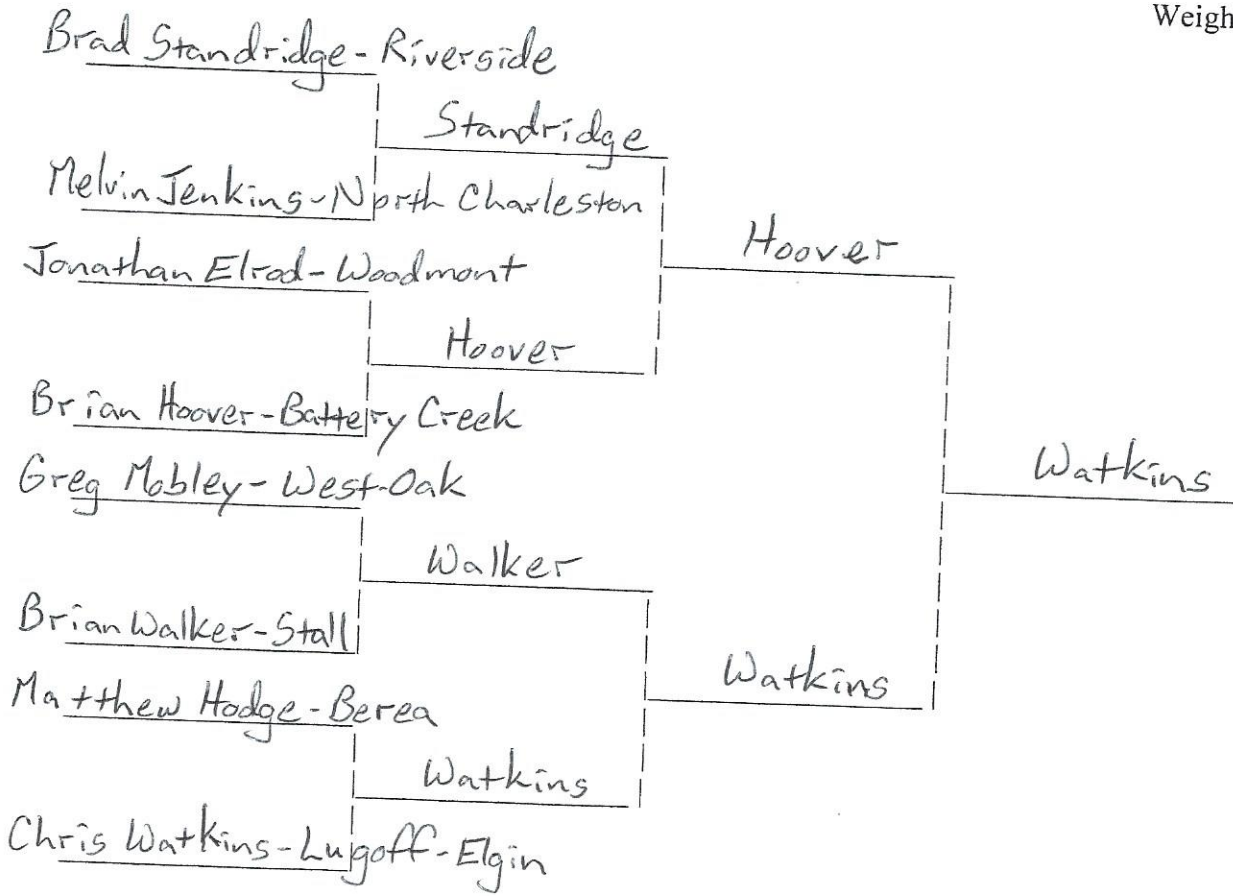 Weigh
Brad Standridge - Riverside
Standridge
Melvin Jenkins - North Charleston
Hoover
Jonathan Elrod - Woodmont
Hoover
Brian Hoover - Battery Creek
Watkins
Greg Mobley - West-Oak
Walker
Brian Walker - Stall
Watkins
Matthew Hodge - Berea
Watkins
Chris Watkins - Lugoff-Elgin